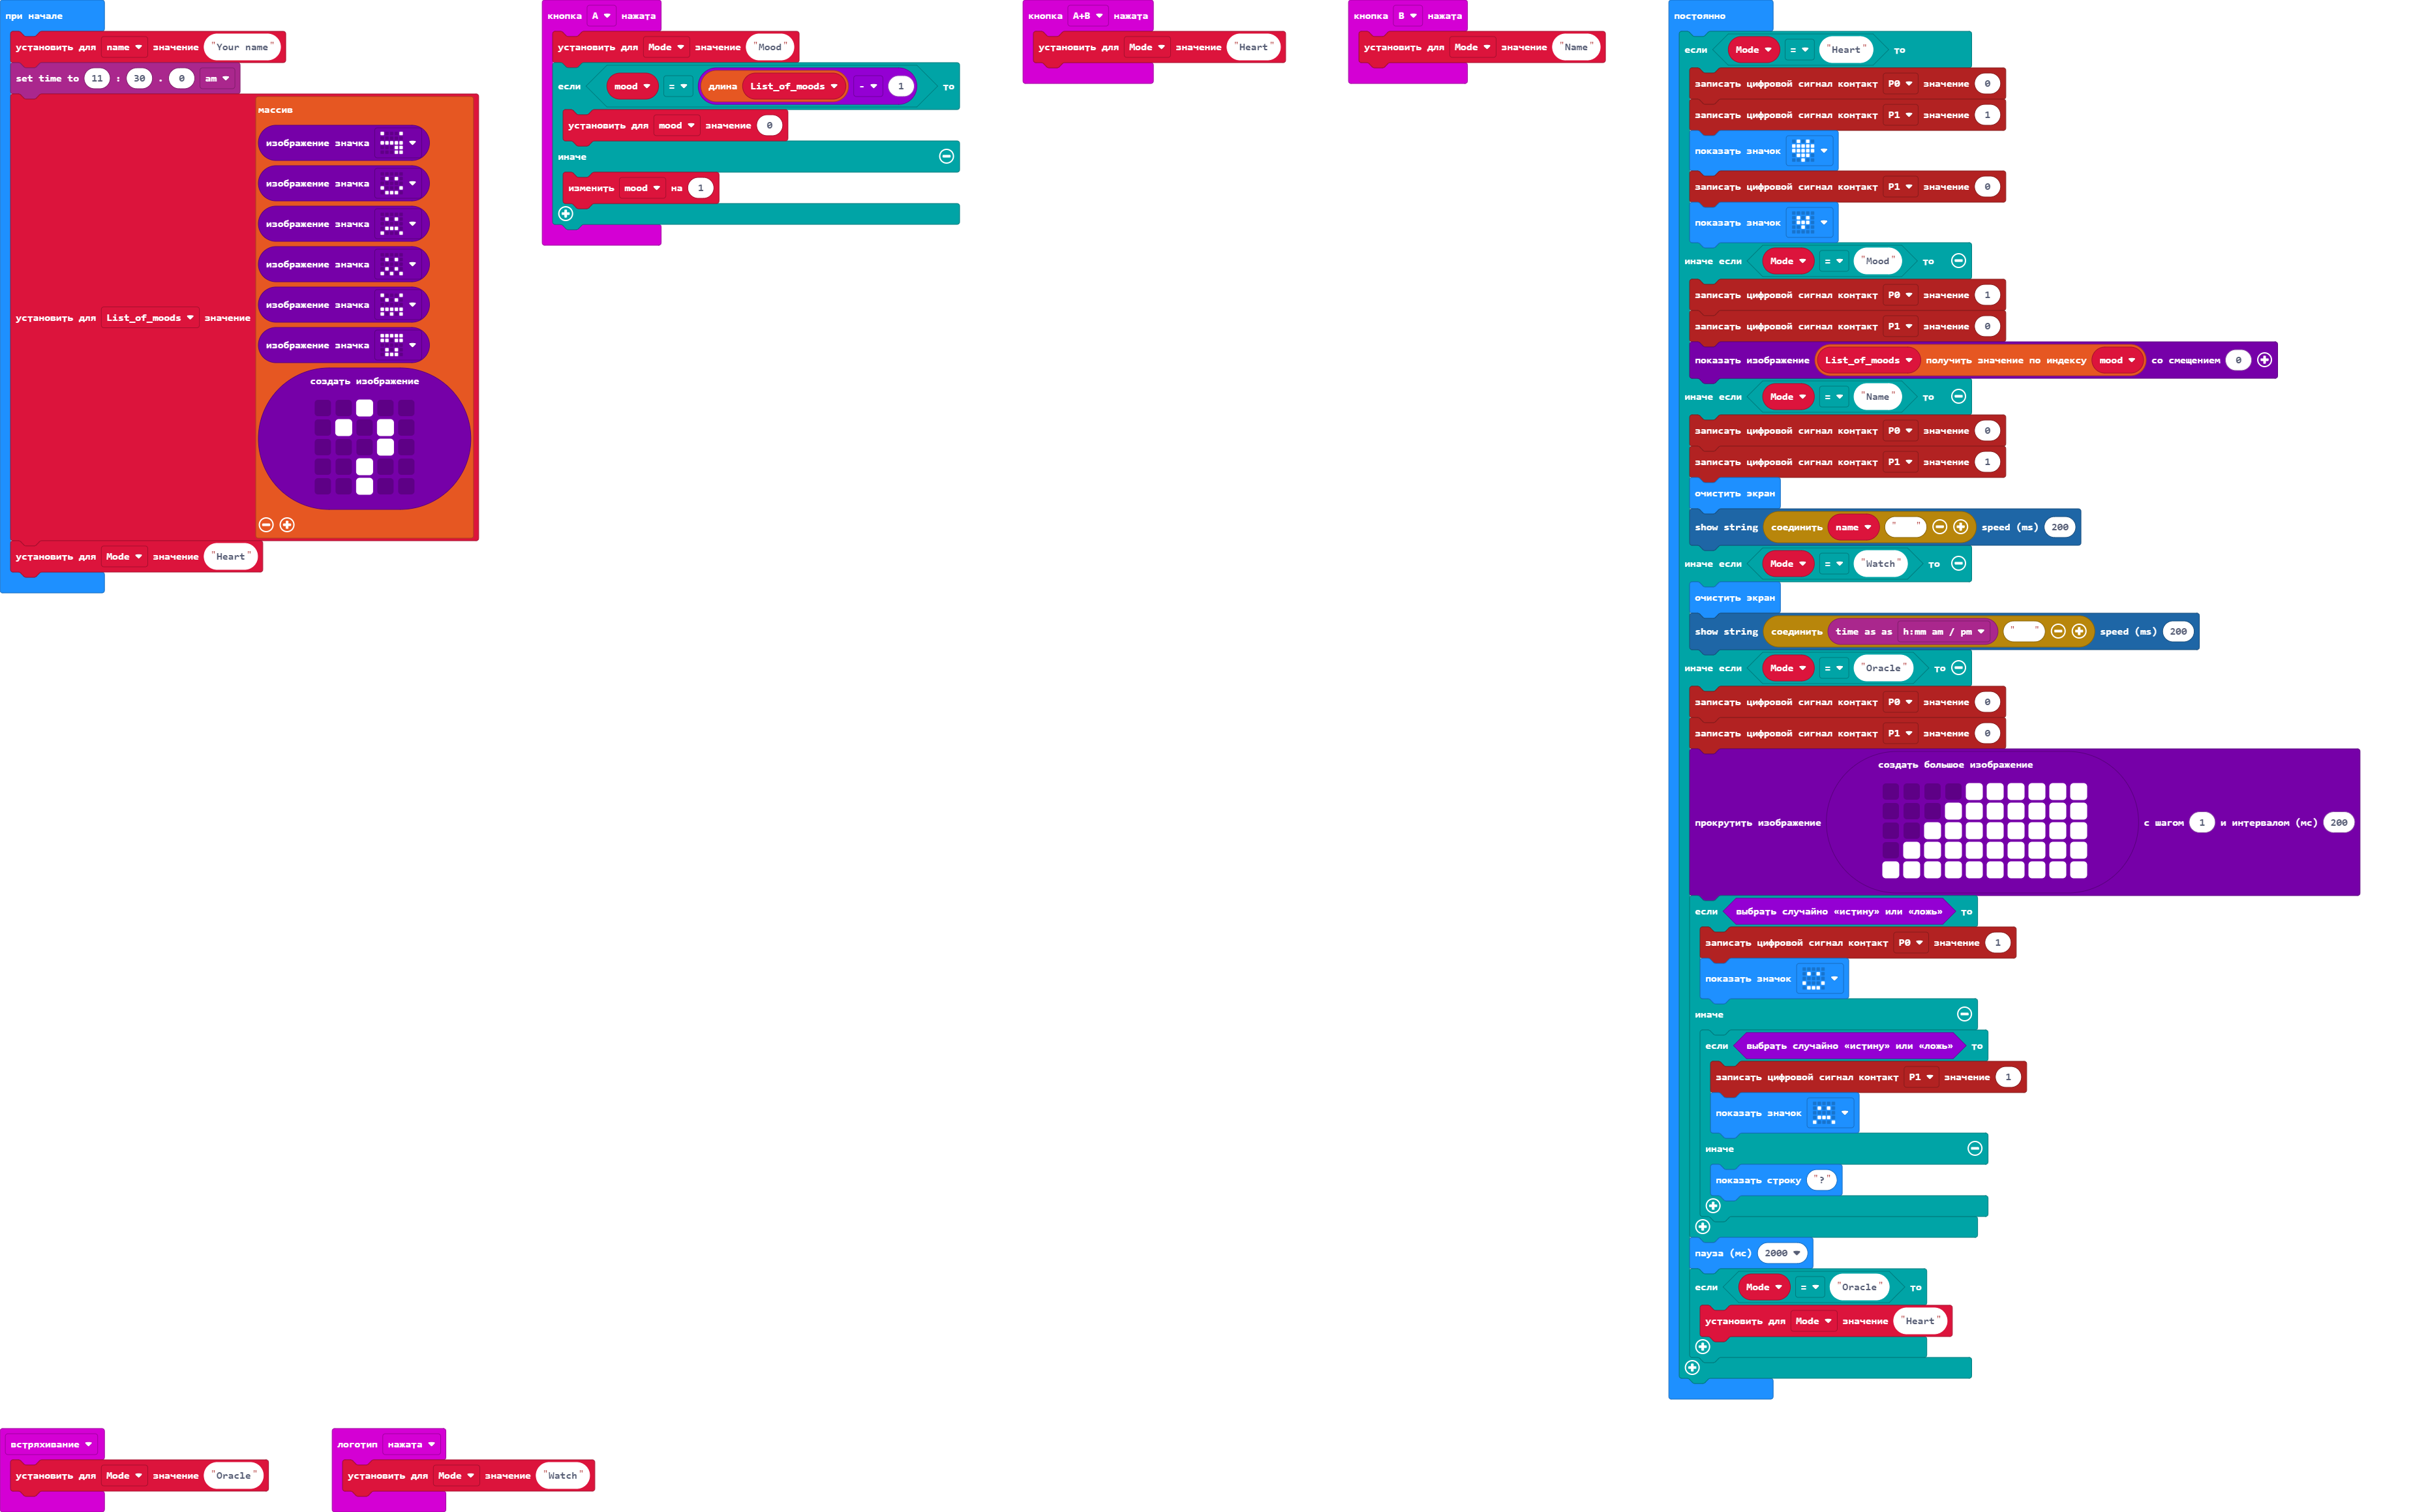 при начале
установить для name значение "Your name"
set time to 11 : 30 . 0 am
установить для List_of_moods значение
массив
изображение значка
изображение значка
изображение значка
изображение значка
изображение значка
изображение значка
создать изображение
установить для Mode значение "Heart"
кнопка A нажата
установить для Mode значение "Mood"
если mood = длина List_of_moods - 1 то
установить для mood значение 0
иначе
изменить mood на 1
кнопка A+B нажата
установить для Mode значение "Heart"
кнопка B нажата
установить для Mode значение "Name"
постоянно
если Mode = "Heart" то
записать цифровой сигнал контакт P0 значение 0
записать цифровой сигнал контакт P1 значение 1
показать значок
записать цифровой сигнал контакт P1 значение 0
показать значок
иначе если Mode = "Mood" то
записать цифровой сигнал контакт P0 значение 1
записать цифровой сигнал контакт P1 значение 0
показать изображение List_of_moods получить значение по индексу mood со смещением 0
иначе если Mode = "Name" то
записать цифровой сигнал контакт P0 значение 0
записать цифровой сигнал контакт P1 значение 1
очистить экран
show string соединить name " " speed (ms) 200
иначе если Mode = "Watch" то
очистить экран
show string соединить time as as h:mm am / pm " " speed (ms) 200
иначе если Mode = "Oracle" то
записать цифровой сигнал контакт P0 значение 0
записать цифровой сигнал контакт P1 значение 0
создать большое изображение
прокрутить изображение с шагом 1 и интервалом (мс) 200
если выбрать случайно «истину» или «ложь» то
записать цифровой сигнал контакт P0 значение 1
показать значок
иначе
если выбрать случайно «истину» или «ложь» то
записать цифровой сигнал контакт P1 значение 1
показать значок
иначе
показать строку "?"
пауза (мс) 2000
если Mode = "Oracle" то
установить для Mode значение "Heart"
встряхивание
установить для Mode значение "Oracle"
логотип нажата
установить для Mode значение "Watch"